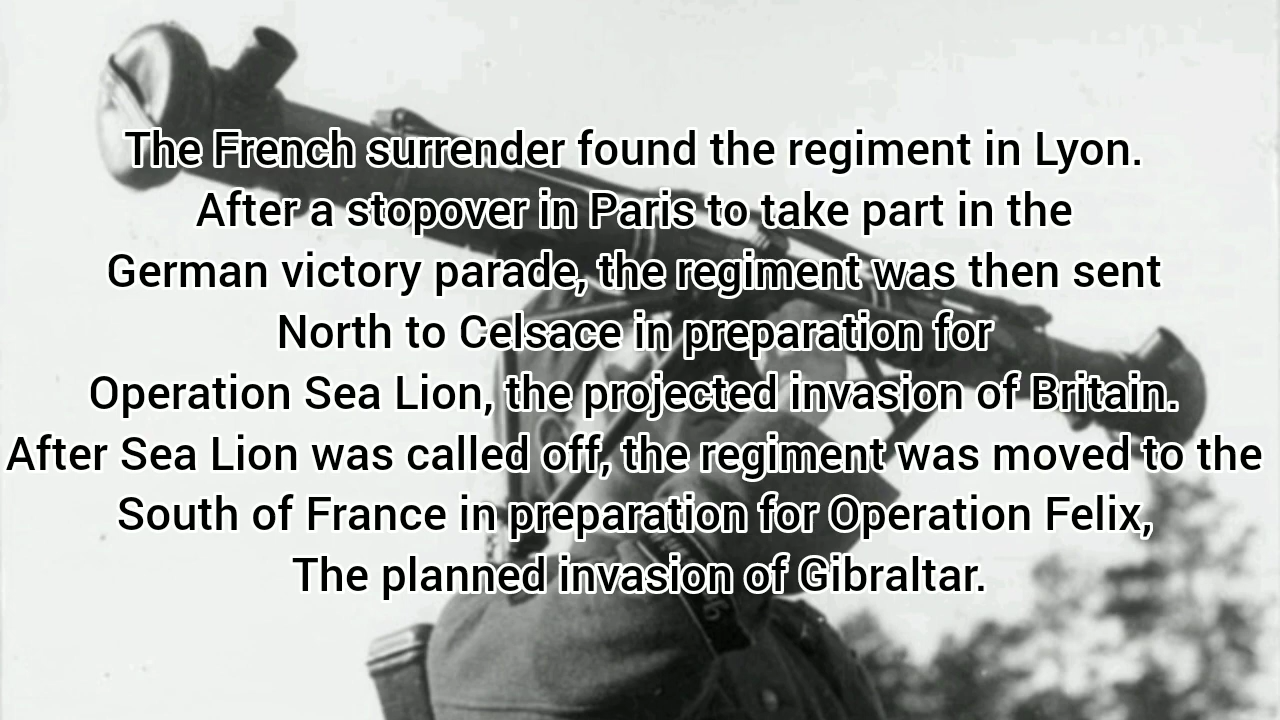 The French surrender found the regiment in Lyon.
After a stopover in Paris to take part in the
German victory parade, the regiment was then sent
North to Celsace in preparation for
Operation Sea Lion, the projected invasion of Britain.
After Sea Lion was called off, the regiment was moved to the
South of France in preparation for Operation Felix,
The planned invasion of Gibraltar.